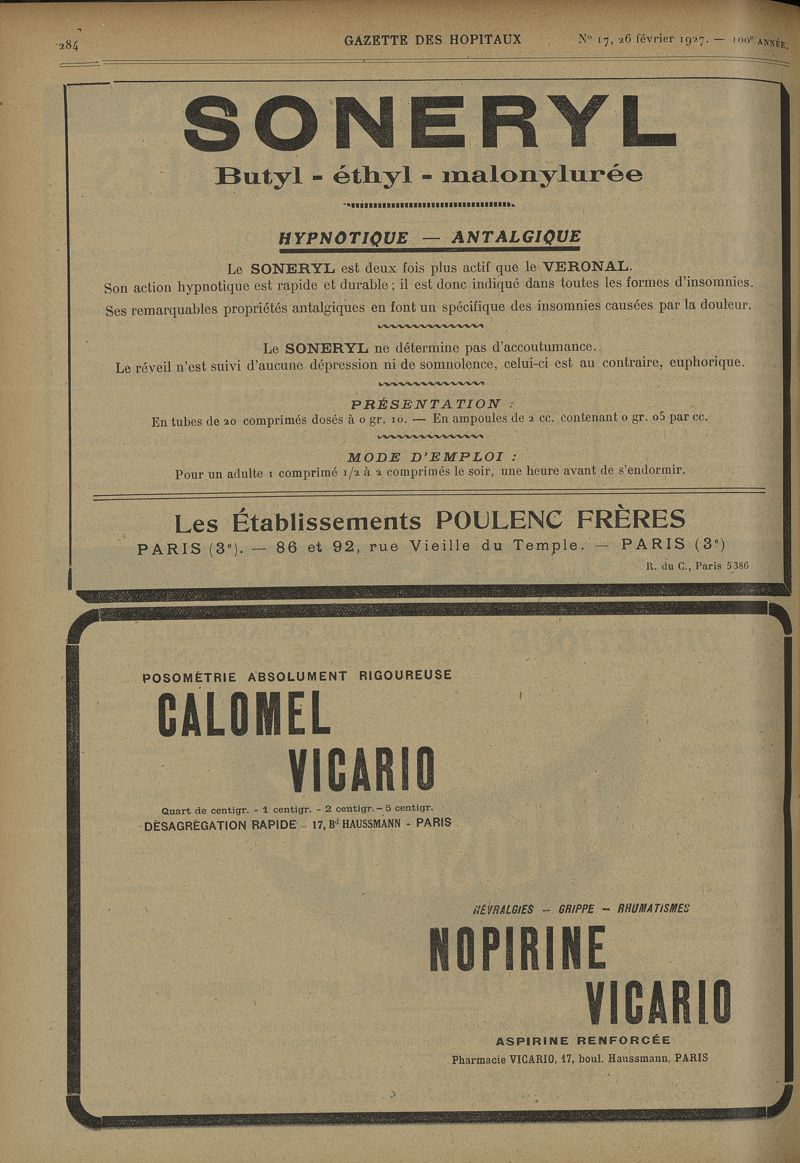 284
GAZETTE DES HOPITAUX
N° 17, 26 février 1927. — 100e ANNÉE.
SONERYL
Butyl - éthyl - malonylurée
HYPNOTIQUE — ANTALGIQUE
Le SONERYL est deux fois plus actif que le VERONAL.
Son action hypnotique est rapide et durable ; il est donc indiqué dans toutes les formes d'insomnies.
Ses remarquables propriétés antalgiques en font un spécifique des insomnies causées par la douleur.
Le SONERYL ne détermine pas d'accoutumance.
Le réveil n'est suivi d'aucune dépression ni de somnolence, celui-ci est au contraire, euphorique.
PRÉSENTATION :
En tubes de 20 comprimés dosés à 0 gr. 10. — En ampoules de 2 cc. contenant 0 gr. 05 par cc.
MODE D'EMPLOI :
Pour un adulte 1 comprimé 1/2 à 2 comprimés le soir, une heure avant de s'endormir.
Les Établissements POULENC FRÈRES
PARIS (3e). — 86 et 92, rue Vieille du Temple. — PARIS (3e)
R. du C., Paris 5386
POSOMÉTRIE ABSOLUMENT RIGOUREUSE
CALOMEL
VICARIO
Quart de centigr. - 1 centigr. - 2 centigr. - 5 centigr.
DÉSAGRÉGATION RAPIDE - 17, Bd HAUSSMANN - PARIS
NÉVRALGIES — GRIPPE — RHUMATISMES
NOPIRINE
VICARIO
ASPIRINE RENFORCÉE
Pharmacie VICARIO, 17, boul. Haussmann, PARIS